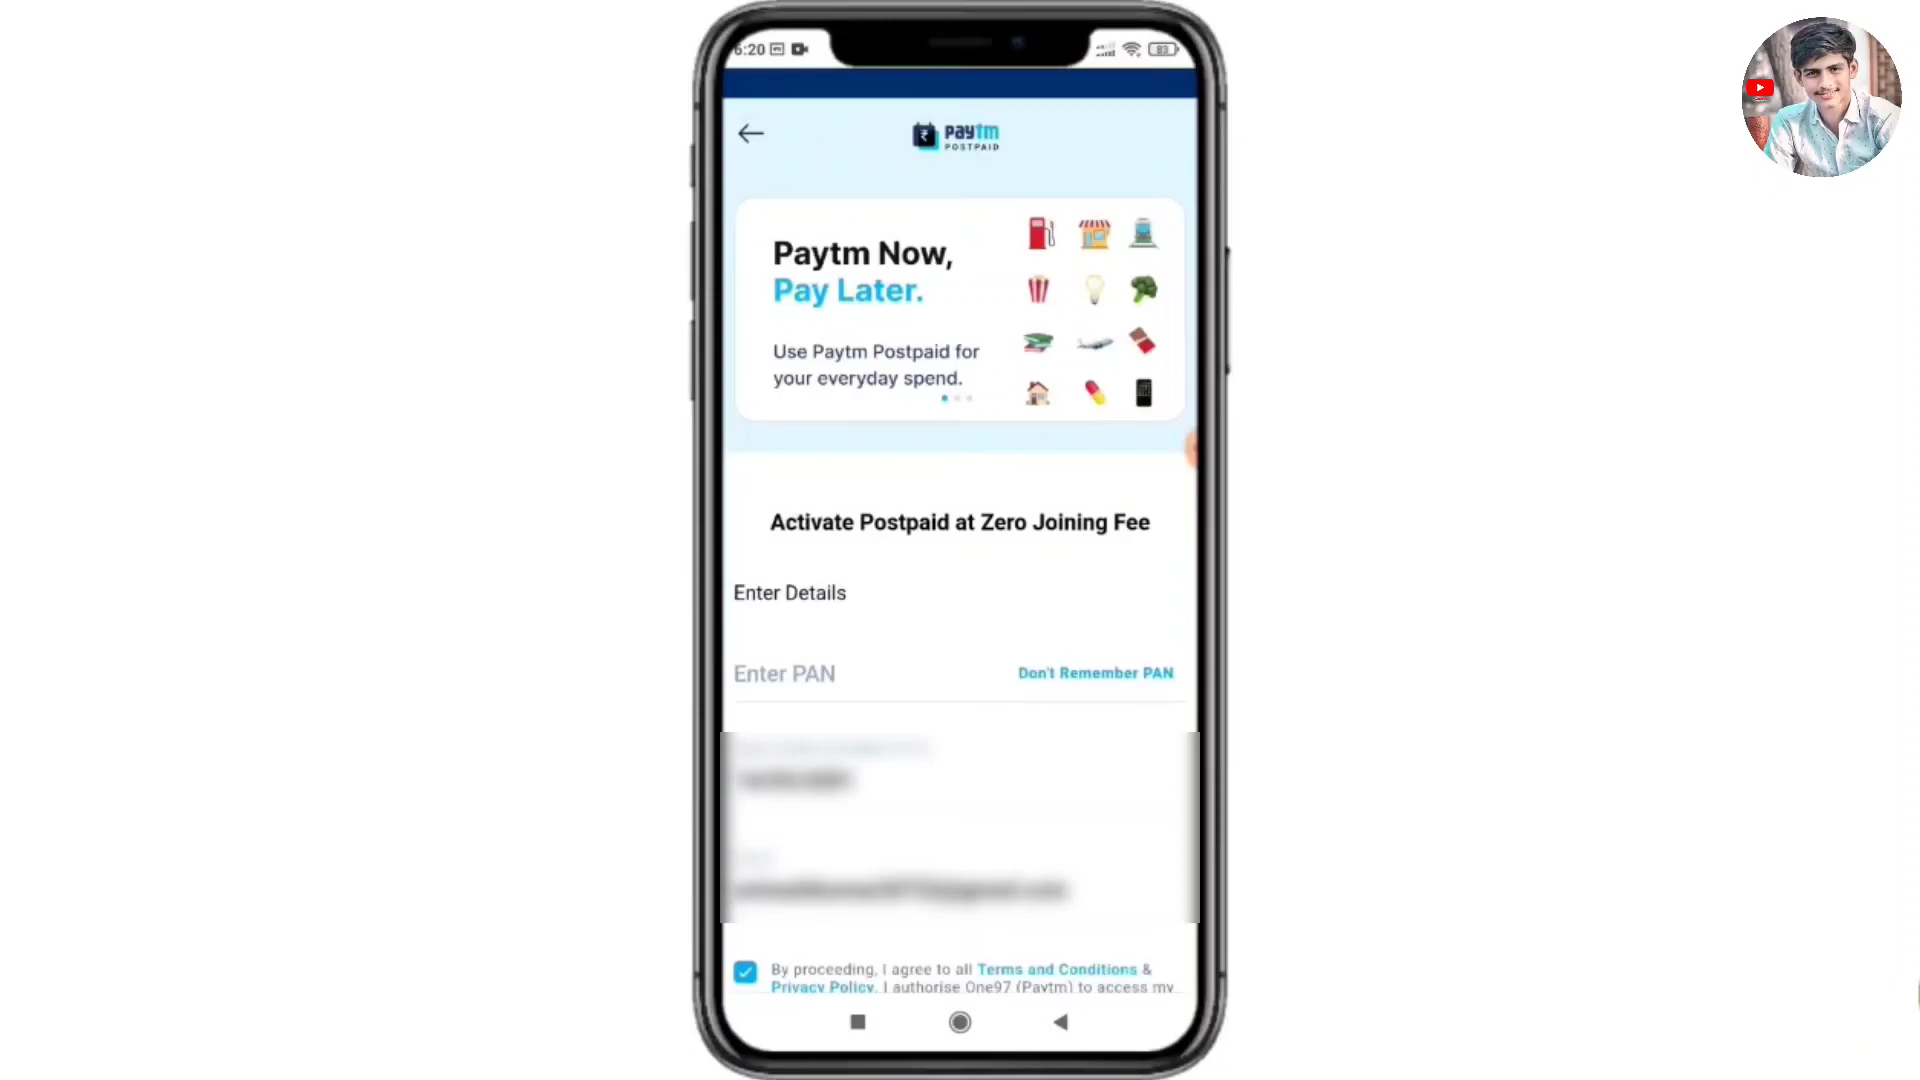 6:20
83
paytm
POSTPAID
Paytm Now,
Pay Later.
Use Paytm Postpaid for
your everyday spend.
Activate Postpaid at Zero Joining Fee
Enter Details
Enter PAN
Don't Remember PAN
By proceeding, I agree to all Terms and Conditions &
Privacy Policy. I authorise One97 (Paytm) to access my